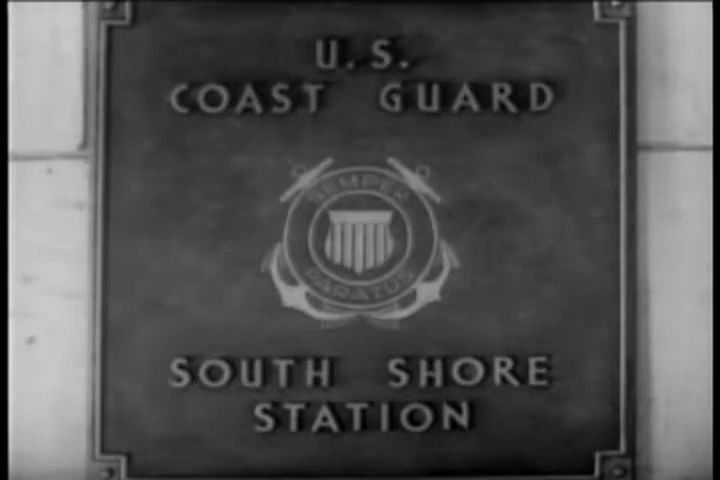 U.S.
COAST GUARD
SEMPER
PARATUS
SOUTH SHORE
STATION